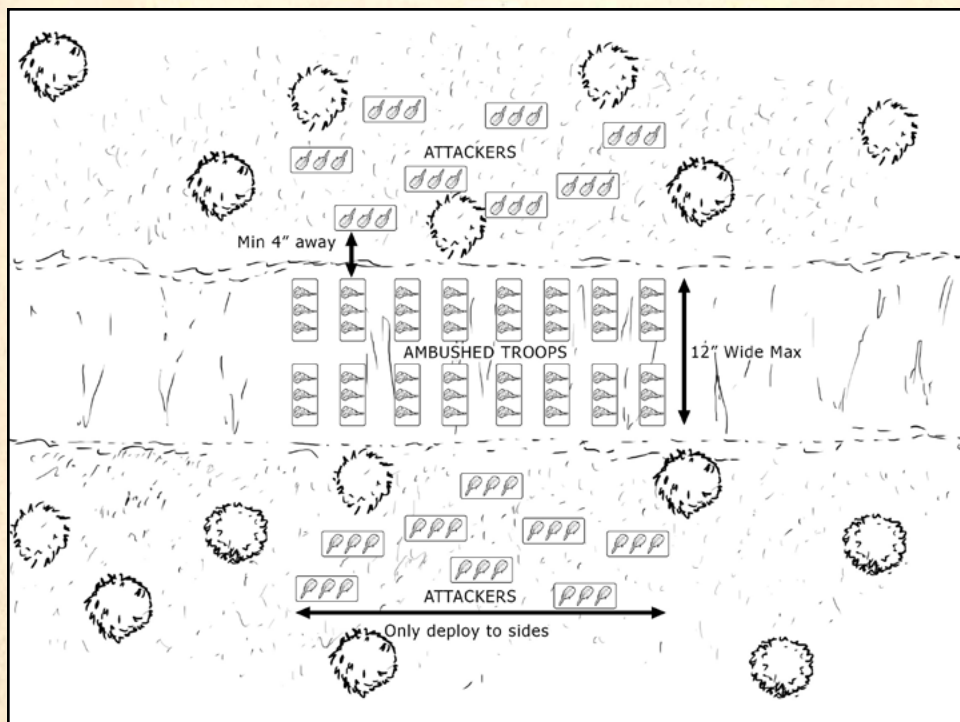 ATTACKERS
Min 4" away
AMBUSHED TROOPS
12" Wide Max
ATTACKERS
Only deploy to sides